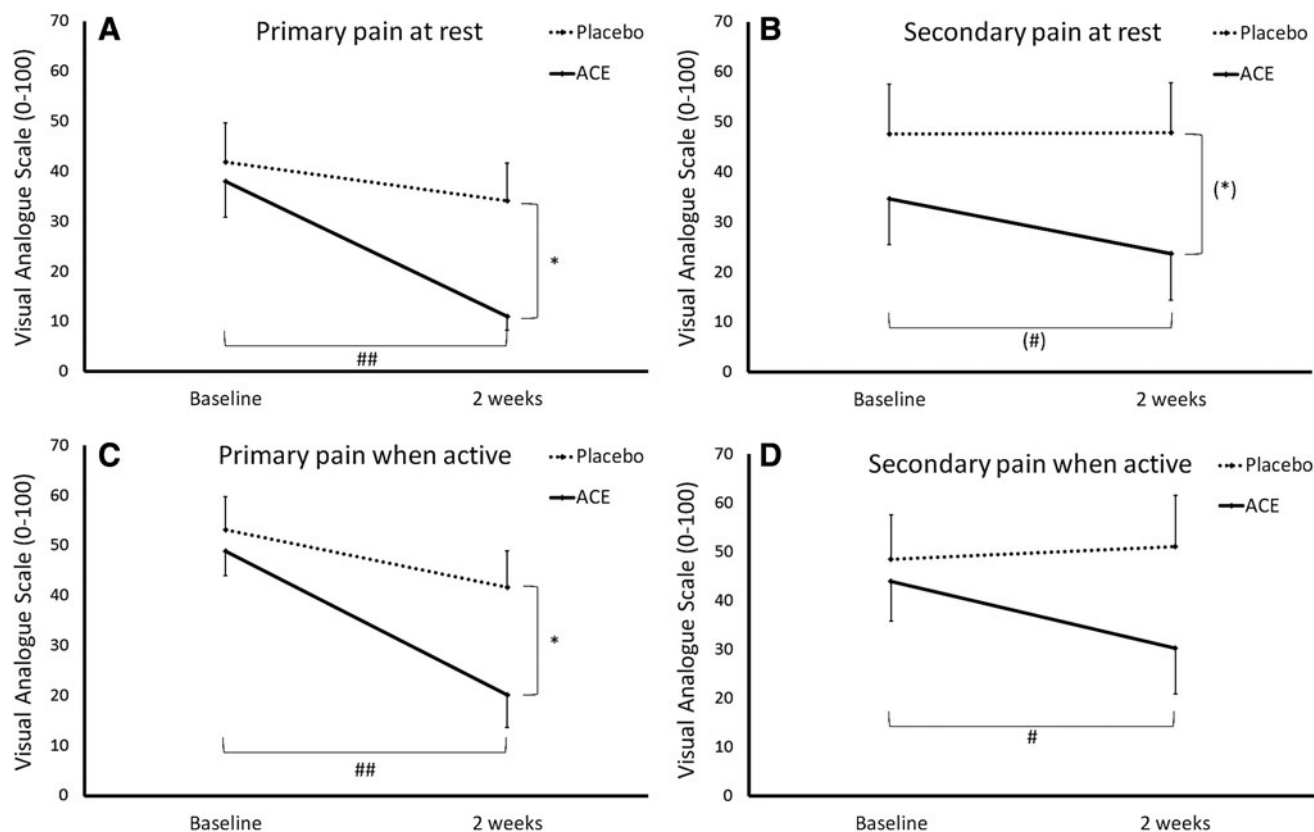 A
Primary pain at rest
Placebo
ACE
Visual Analogue Scale (0-100)
70
60
50
40
30
20
10
0
*
##
Baseline 2 weeks
B
Secondary pain at rest
Placebo
ACE
Visual Analogue Scale (0-100)
70
60
50
40
30
20
10
0
(*)
(#)
Baseline 2 weeks
C
Primary pain when active
Placebo
ACE
Visual Analogue Scale (0-100)
70
60
50
40
30
20
10
0
*
##
Baseline 2 weeks
D
Secondary pain when active
Placebo
ACE
Visual Analogue Scale (0-100)
70
60
50
40
30
20
10
0
#
Baseline 2 weeks